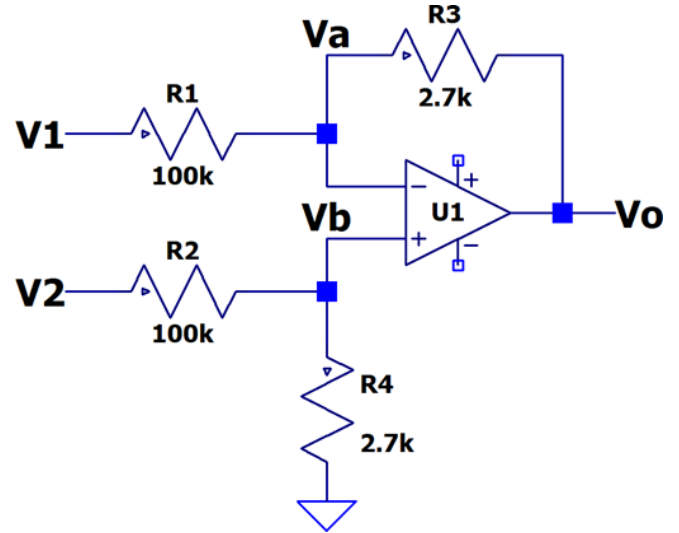 R3
Va
2.7k
R1
V1
100k
+
−
U1
Vb
Vo
+
−
R2
V2
100k
R4
2.7k